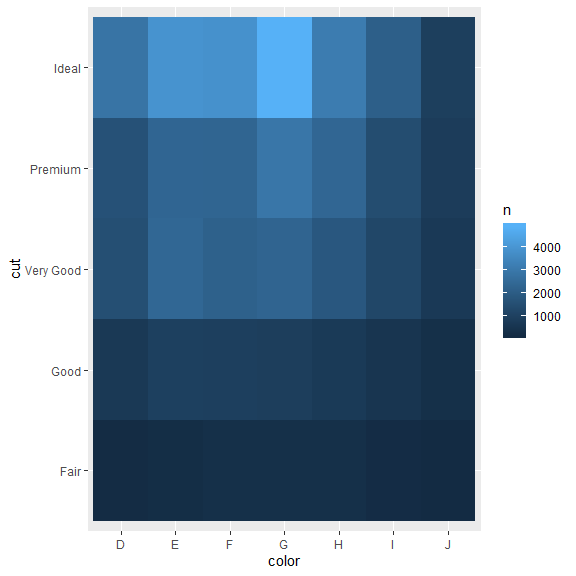 Ideal
Premium
Very Good
Good
Fair
cut
D E F G H I J
color
n
4000
3000
2000
1000